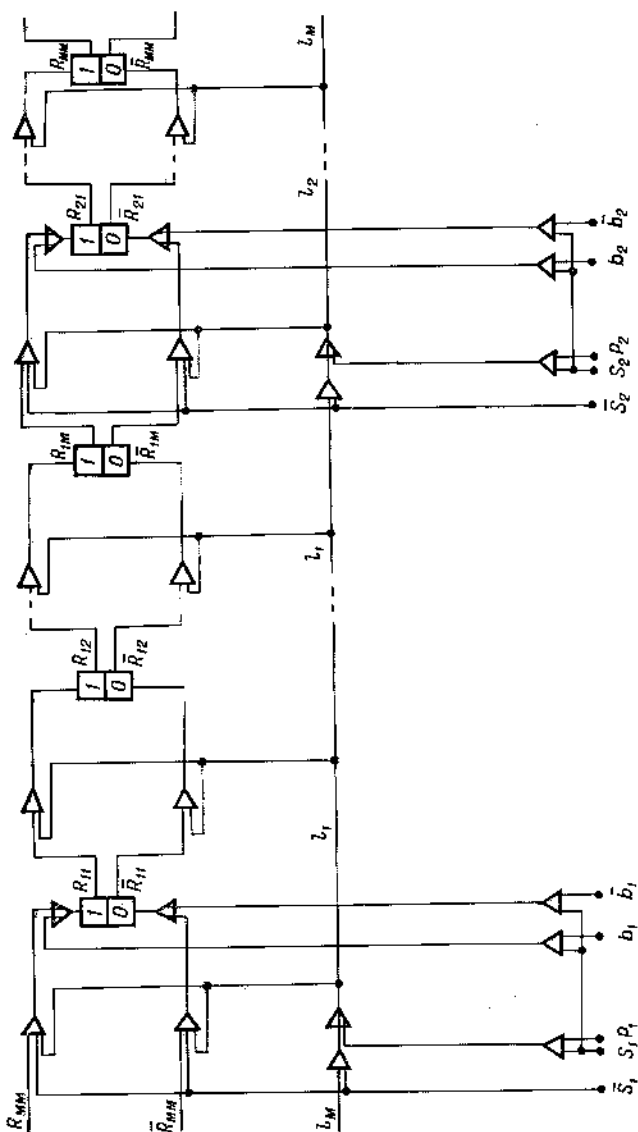 R_MM
1 0
R̄_MM
l_M
R_21
1 0
R̄_21
l_2
b̄_2
b_2
S_2 P_2
S̄_2
R_1M
1 0
R̄_1M
l_1
R_12
1 0
R̄_12
l_1
R_11
1 0
R̄_11
b̄_1
b_1
S_1 P_1
S̄_1
R_MM
R̄_MM
l_M